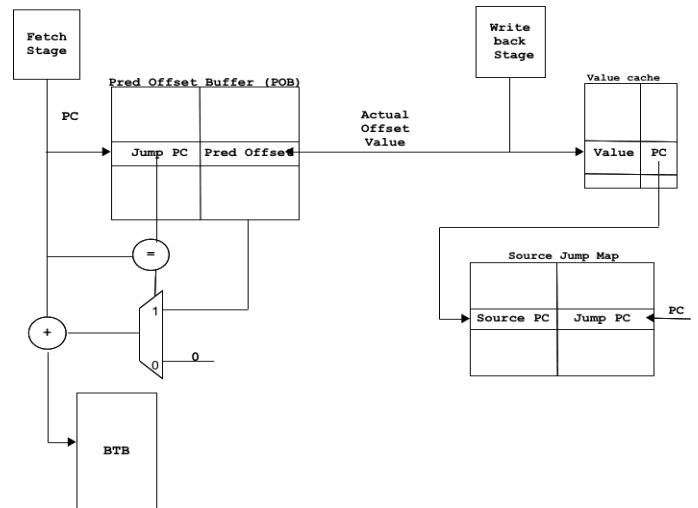 Fetch
Stage
Write
back
Stage
Pred Offset Buffer (POB)
Value cache
PC
Actual
Offset
Value
Jump PC
Pred Offset
Value
PC
=
Source Jump Map
1
Source PC
Jump PC
PC
+
0
0
BTB